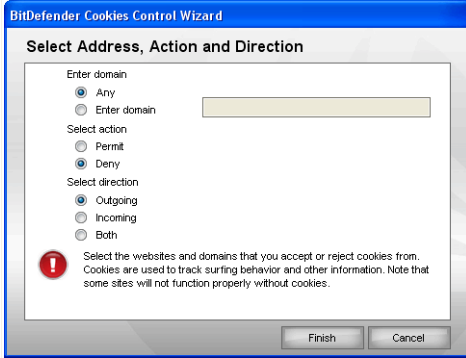 BitDefender Cookies Control Wizard
Select Address, Action and Direction
Enter domain
Any
Enter domain
Select action
Permit
Deny
Select direction
Outgoing
Incoming
Both
Select the websites and domains that you accept or reject cookies from.
Cookies are used to track surfing behavior and other information. Note that
some sites will not function properly without cookies.
Finish Cancel